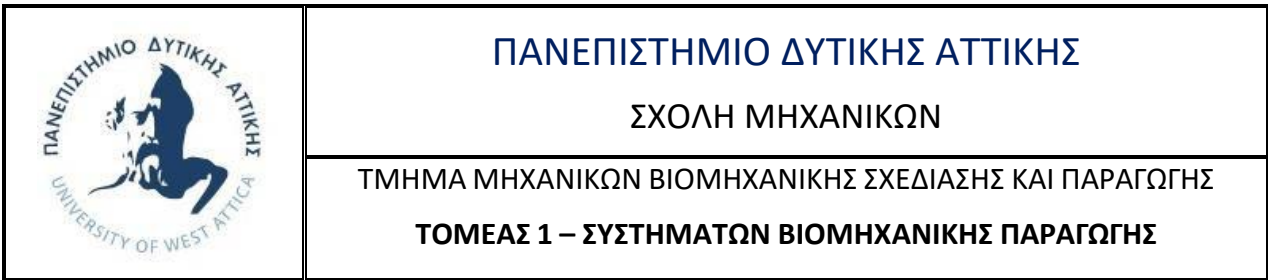 ΠΑΝΕΠΙΣΤΗΜΙΟ ΔΥΤΙΚΗΣ ΑΤΤΙΚΗΣ
UNIVERSITY OF WEST ATTICA
ΠΑΝΕΠΙΣΤΗΜΙΟ ΔΥΤΙΚΗΣ ΑΤΤΙΚΗΣ
ΣΧΟΛΗ ΜΗΧΑΝΙΚΩΝ
ΤΜΗΜΑ ΜΗΧΑΝΙΚΩΝ ΒΙΟΜΗΧΑΝΙΚΗΣ ΣΧΕΔΙΑΣΗΣ ΚΑΙ ΠΑΡΑΓΩΓΗΣ
ΤΟΜΕΑΣ 1 – ΣΥΣΤΗΜΑΤΩΝ ΒΙΟΜΗΧΑΝΙΚΗΣ ΠΑΡΑΓΩΓΗΣ